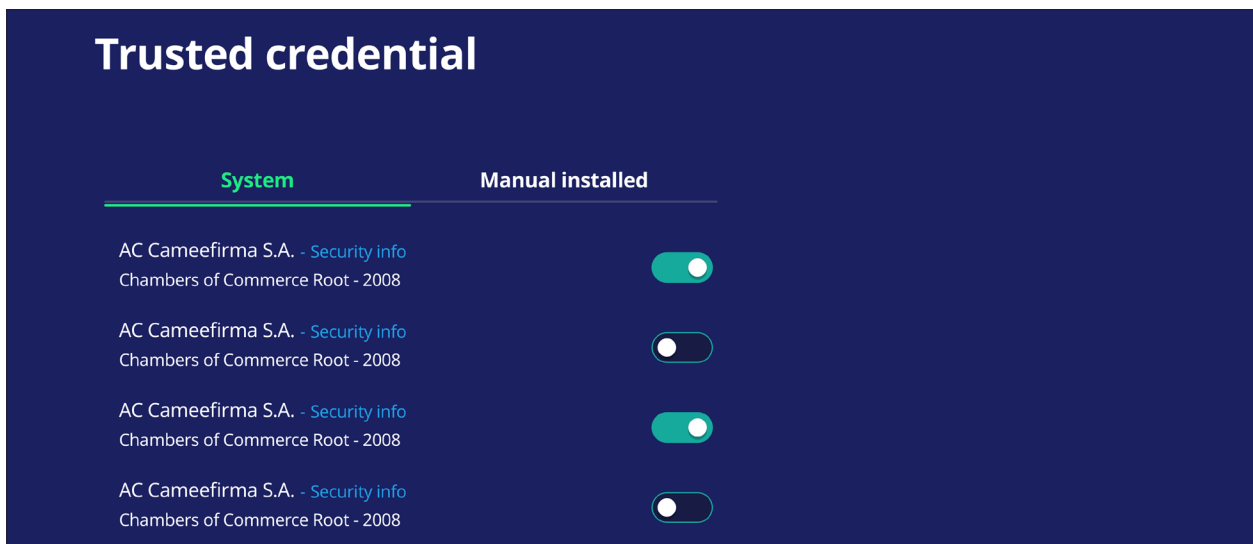 Trusted credential
System
Manual installed
AC Cameefirma S.A. - Security info
Chambers of Commerce Root - 2008
AC Cameefirma S.A. - Security info
Chambers of Commerce Root - 2008
AC Cameefirma S.A. - Security info
Chambers of Commerce Root - 2008
AC Cameefirma S.A. - Security info
Chambers of Commerce Root - 2008